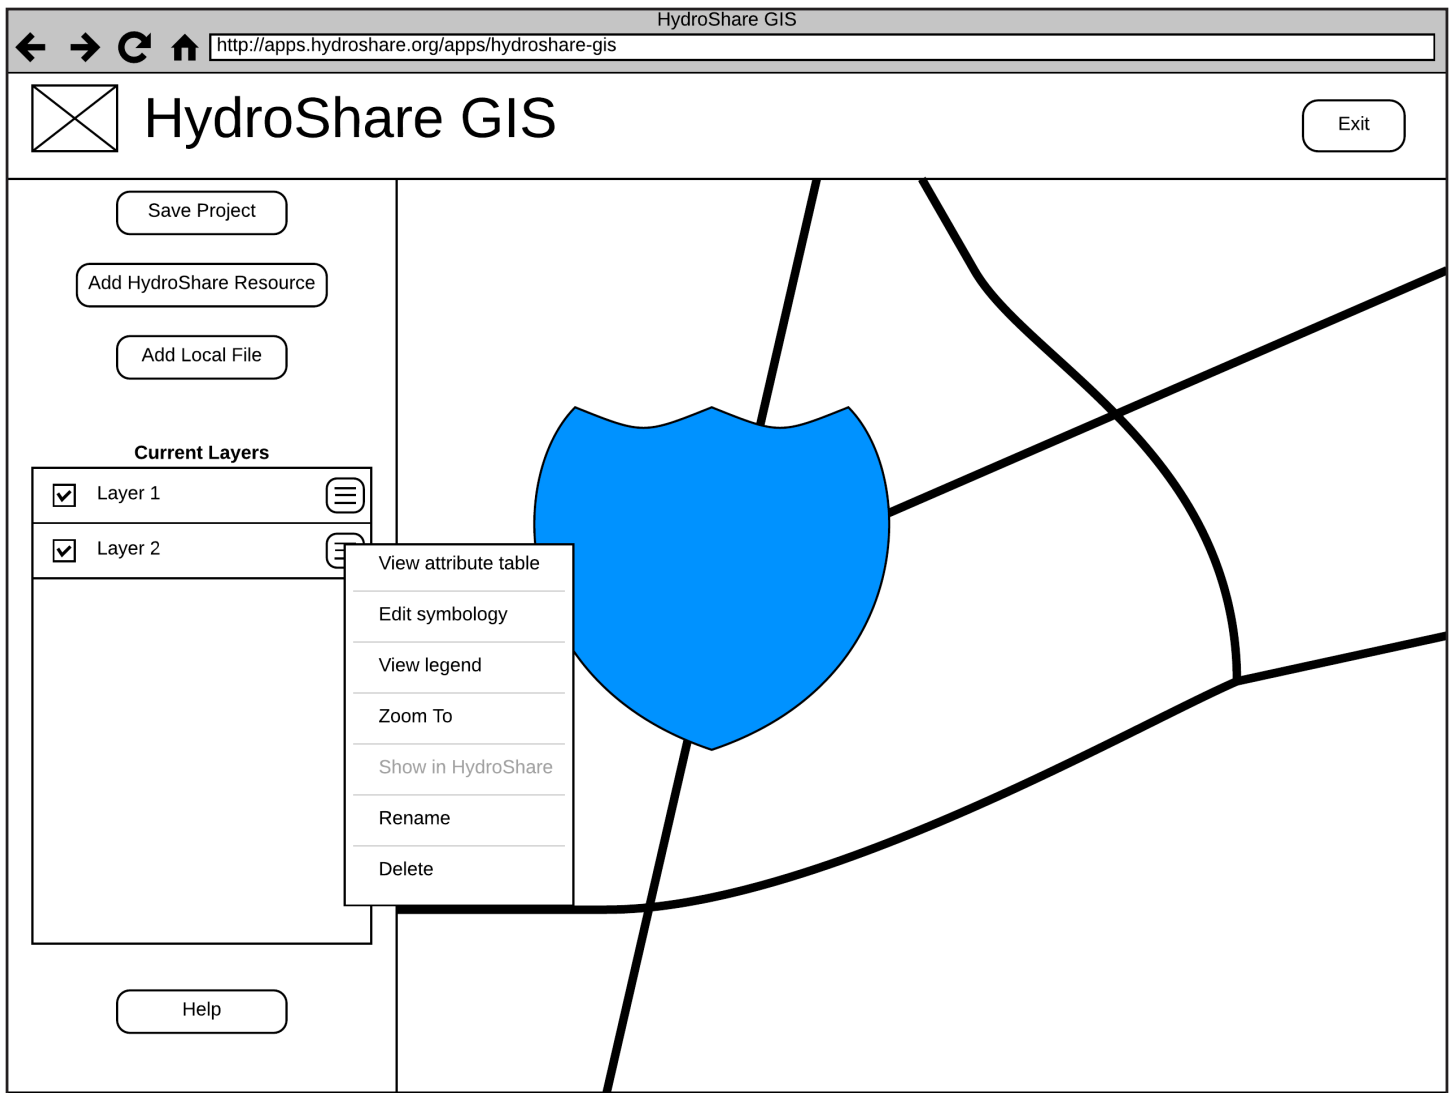 HydroShare GIS
http://apps.hydroshare.org/apps/hydroshare-gis
HydroShare GIS
Exit
Save Project
Add HydroShare Resource
Add Local File
Current Layers
Layer 1
Layer 2
View attribute table
Edit symbology
View legend
Zoom To
Show in HydroShare
Rename
Delete
Help